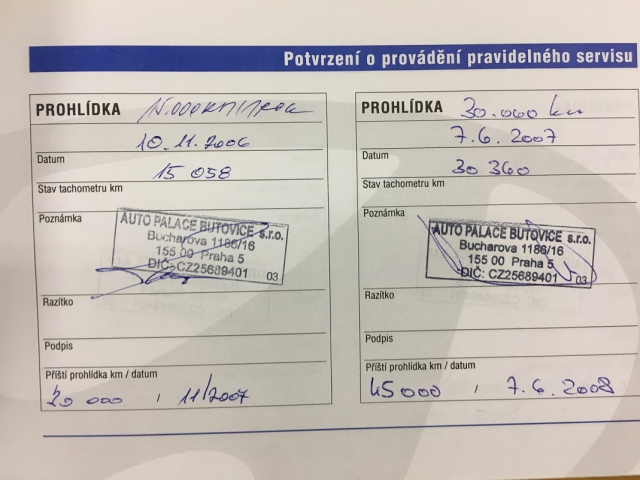 Potvrzení o provádění pravidelného servisu
PROHLÍDKA 15.000KM/1ROK
10.11.2006
Datum
15 058
Stav tachometru km
Poznámka
AUTO PALACE BUTOVICE s.r.o.
Bucharova 1186/16
155 00 Praha 5
DIČ: CZ25689401 03
Razítko
Podpis
Příští prohlídka km / datum
20 000 / 11/2007
PROHLÍDKA 30.000 km
7.6.2007
Datum
30 360
Stav tachometru km
Poznámka
AUTO PALACE BUTOVICE s.r.o.
Bucharova 1186/16
155 00 Praha 5
DIČ: CZ25689401 03
Razítko
Podpis
Příští prohlídka km / datum
45 000 / 7.6.2008